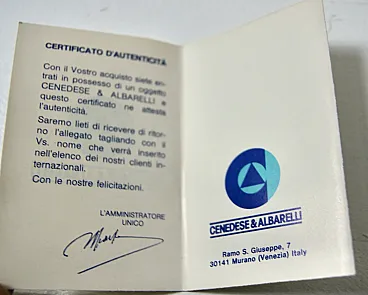 CERTIFICATO D'AUTENTICITÀ
Con il Vostro acquisto siete en-
trati in possesso di un oggetto
CENEDESE & ALBARELLI e
questo certificato ne attesta
l'autenticità.
Saremo lieti di ricevere di ritor-
no l'allegato tagliando con il
Vs. nome che verrà inserito
nell'elenco dei nostri clienti in-
ternazionali.
Con le nostre felicitazioni.
L'AMMINISTRATORE
UNICO
CENEDESE & ALBARELLI
Ramo S. Giuseppe, 7
30141 Murano (Venezia) Italy